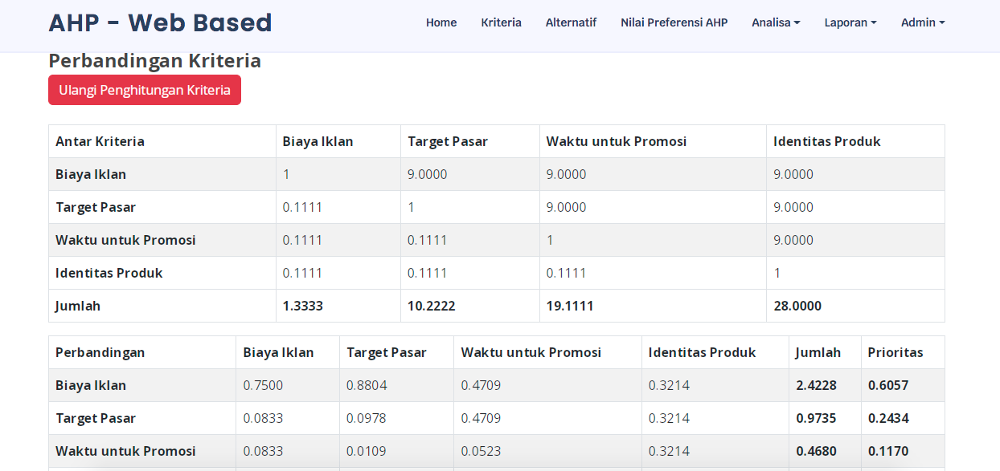 AHP - Web Based Home Kriteria Alternatif Nilai Preferensi AHP Analisa Laporan Admin
Perbandingan Kriteria
Ulangi Penghitungan Kriteria
Antar Kriteria Biaya Iklan Target Pasar Waktu untuk Promosi Identitas Produk
Biaya Iklan 1 9.0000 9.0000 9.0000
Target Pasar 0.1111 1 9.0000 9.0000
Waktu untuk Promosi 0.1111 0.1111 1 9.0000
Identitas Produk 0.1111 0.1111 0.1111 1
Jumlah 1.3333 10.2222 19.1111 28.0000
Perbandingan Biaya Iklan Target Pasar Waktu untuk Promosi Identitas Produk Jumlah Prioritas
Biaya Iklan 0.7500 0.8804 0.4709 0.3214 2.4228 0.6057
Target Pasar 0.0833 0.0978 0.4709 0.3214 0.9735 0.2434
Waktu untuk Promosi 0.0833 0.0109 0.0523 0.3214 0.4680 0.1170